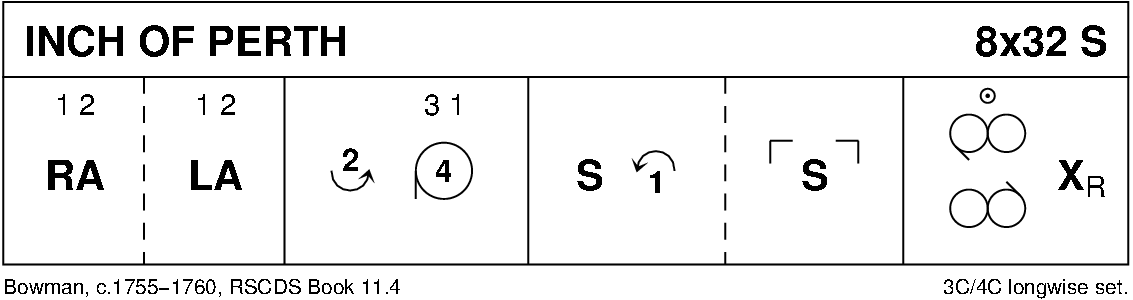 INCH OF PERTH 8x32 S
1 2 1 2 3 1
RA LA 2 4 S 1 S X R
Bowman, c.1755–1760, RSCDS Book 11.4 3C/4C longwise set.